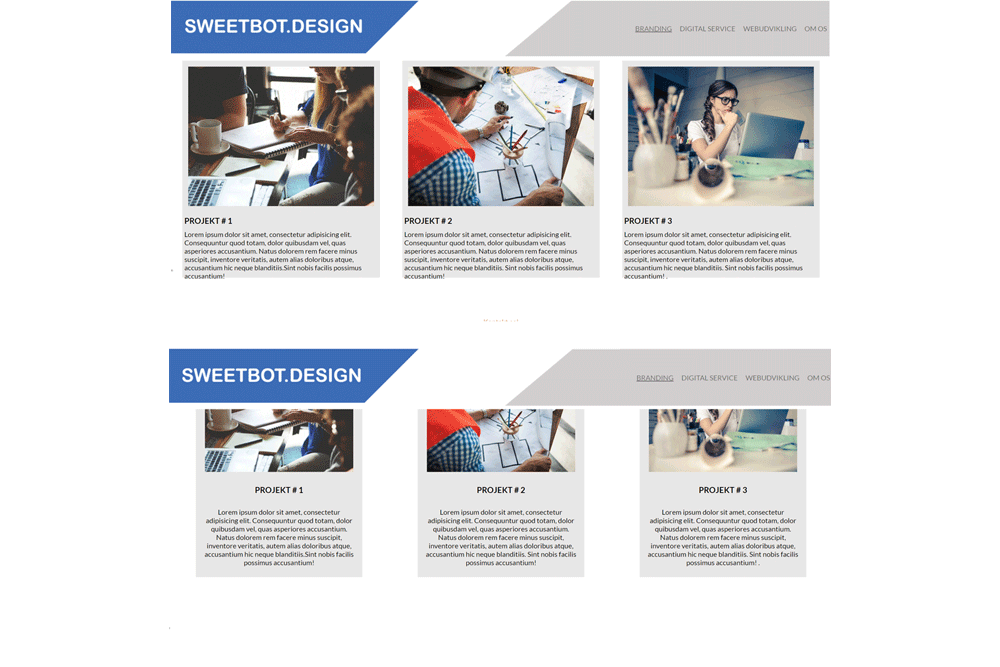 SWEETBOT.DESIGN
BRANDING DIGITAL SERVICE WEBUDVIKLING OM OS
PROJEKT # 1
Lorem ipsum dolor sit amet, consectetur adipisicing elit.
Consequuntur quod totam, dolor quibusdam vel, quas
asperiores accusantium. Natus dolorem rem facere minus
suscipit, inventore veritatis, autem alias doloribus atque,
accusantium hic neque blanditiis.Sint nobis facilis possimus
accusantium!
PROJEKT # 2
Lorem ipsum dolor sit amet, consectetur adipisicing elit.
Consequuntur quod totam, dolor quibusdam vel, quas
asperiores accusantium. Natus dolorem rem facere minus
suscipit, inventore veritatis, autem alias doloribus atque,
accusantium hic neque blanditiis. Sint nobis facilis possimus
accusantium!
PROJEKT # 3
Lorem ipsum dolor sit amet, consectetur adipisicing elit.
Consequuntur quod totam, dolor quibusdam vel, quas
asperiores accusantium. Natus dolorem rem facere minus
suscipit, inventore veritatis, autem alias doloribus atque,
accusantium hic neque blanditiis. Sint nobis facilis possimus
accusantium! .
SWEETBOT.DESIGN
BRANDING DIGITAL SERVICE WEBUDVIKLING OM OS
PROJEKT # 1
Lorem ipsum dolor sit amet, consectetur
adipisicing elit. Consequuntur quod totam, dolor
quibusdam vel, quas asperiores accusantium.
Natus dolorem rem facere minus suscipit,
inventore veritatis, autem alias doloribus atque,
accusantium hic neque blanditiis.Sint nobis facilis
possimus accusantium!
PROJEKT # 2
Lorem ipsum dolor sit amet, consectetur
adipisicing elit. Consequuntur quod totam, dolor
quibusdam vel, quas asperiores accusantium.
Natus dolorem rem facere minus suscipit,
inventore veritatis, autem alias doloribus atque,
accusantium hic neque blanditiis. Sint nobis facilis
possimus accusantium!
PROJEKT # 3
Lorem ipsum dolor sit amet, consectetur
adipisicing elit. Consequuntur quod totam, dolor
quibusdam vel, quas asperiores accusantium.
Natus dolorem rem facere minus suscipit,
inventore veritatis, autem alias doloribus atque,
accusantium hic neque blanditiis. Sint nobis facilis
possimus accusantium! .